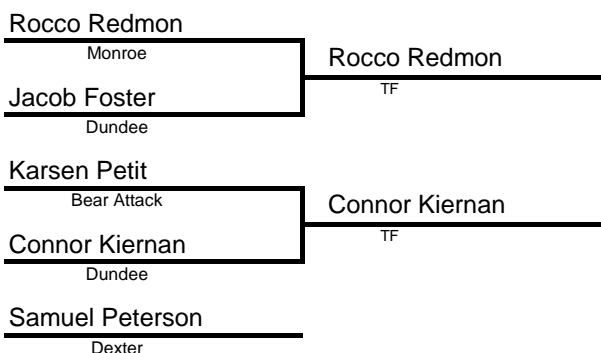 Rocco Redmon
Monroe
Rocco Redmon
TF
Jacob Foster
Dundee
Karsen Petit
Bear Attack
Connor Kiernan
TF
Connor Kiernan
Dundee
Samuel Peterson
Dexter